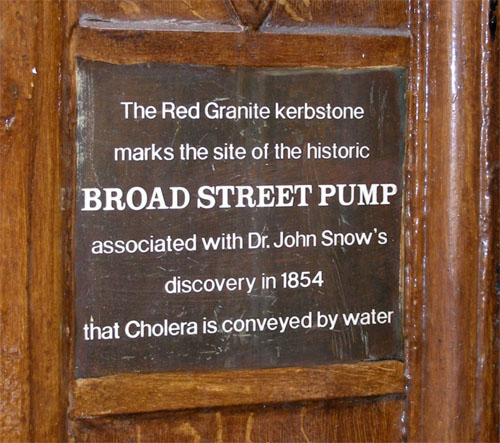 The Red Granite kerbstone
marks the site of the historic
BROAD STREET PUMP
associated with Dr. John Snow's
discovery in 1854
that Cholera is conveyed by water